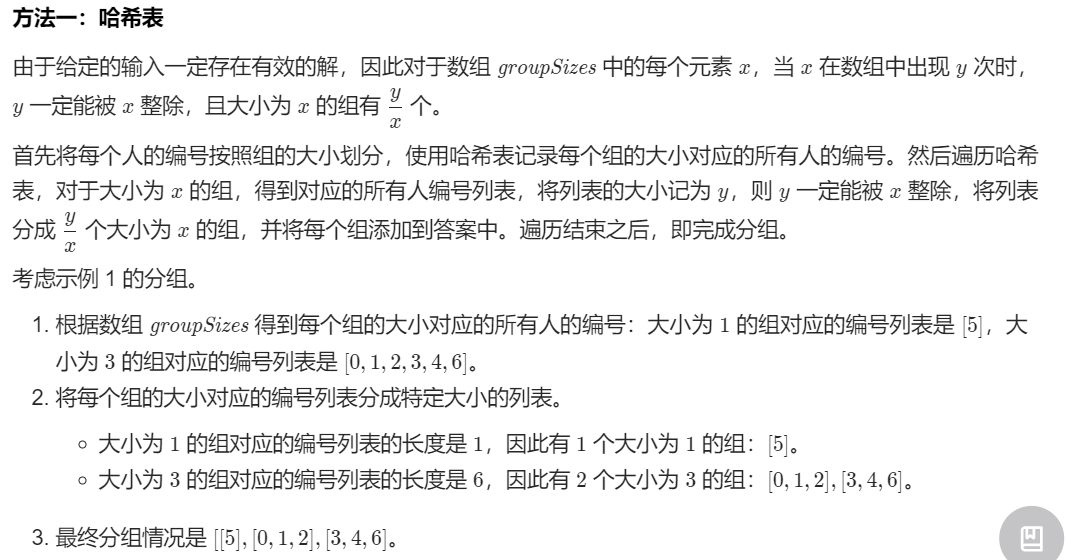 方法一：哈希表
由于给定的输入一定存在有效的解，因此对于数组 groupSizes 中的每个元素 x，当 x 在数组中出现 y 次时，
y 一定能被 x 整除，且大小为 x 的组有 y/x 个。
首先将每个人的编号按照组的大小划分，使用哈希表记录每个组的大小对应的所有人的编号。然后遍历哈希
表，对于大小为 x 的组，得到对应的所有人编号列表，将列表的大小记为 y，则 y 一定能被 x 整除，将列表
分成 y/x 个大小为 x 的组，并将每个组添加到答案中。遍历结束之后，即完成分组。
考虑示例 1 的分组。
1. 根据数组 groupSizes 得到每个组的大小对应的所有人的编号：大小为 1 的组对应的编号列表是 [5]，大
小为 3 的组对应的编号列表是 [0, 1, 2, 3, 4, 6]。
2. 将每个组的大小对应的编号列表分成特定大小的列表。
◦ 大小为 1 的组对应的编号列表的长度是 1，因此有 1 个大小为 1 的组：[5]。
◦ 大小为 3 的组对应的编号列表的长度是 6，因此有 2 个大小为 3 的组：[0, 1, 2], [3, 4, 6]。
3. 最终分组情况是 [[5], [0, 1, 2], [3, 4, 6]。